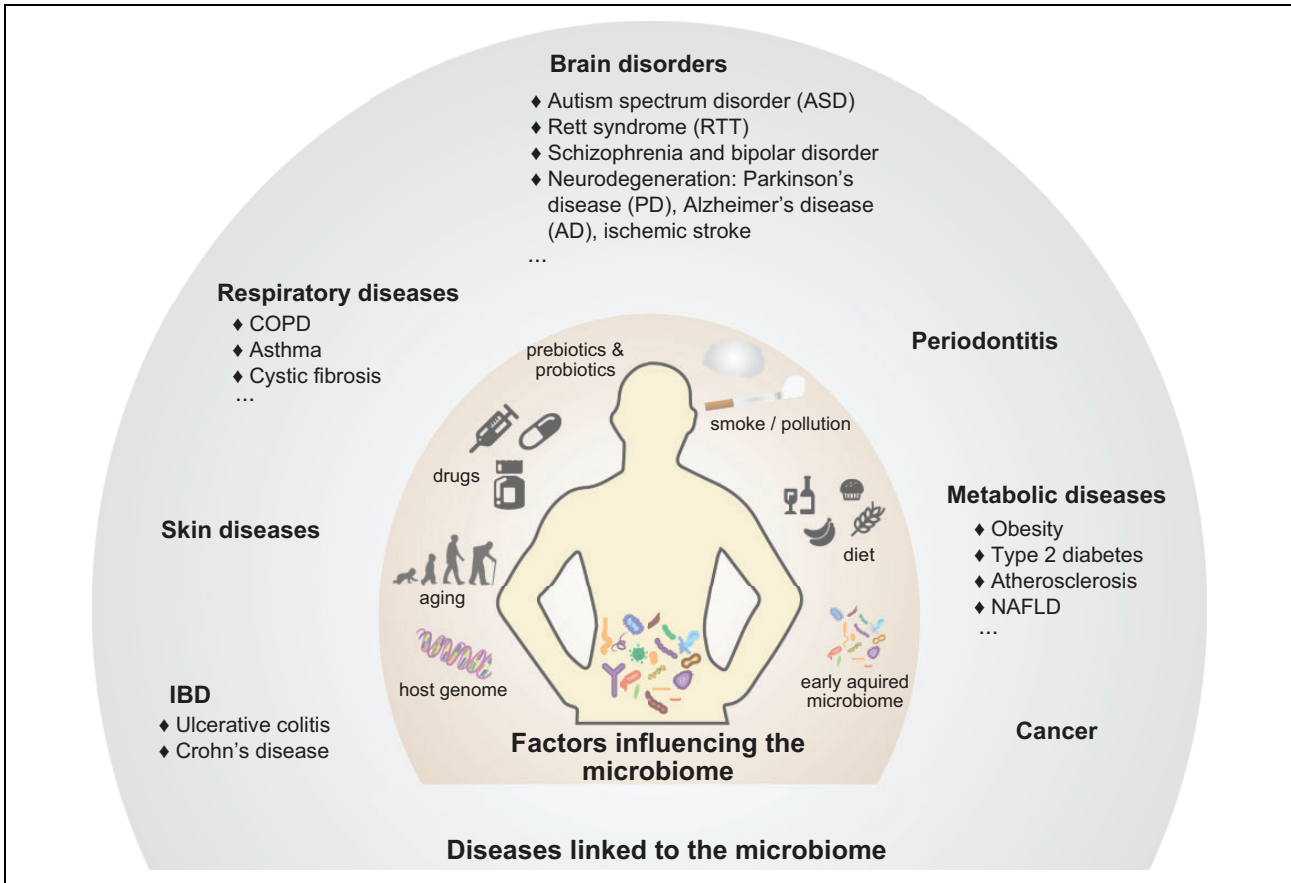 Brain disorders
♦ Autism spectrum disorder (ASD)
♦ Rett syndrome (RTT)
♦ Schizophrenia and bipolar disorder
♦ Neurodegeneration: Parkinson's
disease (PD), Alzheimer's disease
(AD), ischemic stroke
...
Respiratory diseases
♦ COPD
♦ Asthma
♦ Cystic fibrosis
...
Periodontitis
prebiotics &
probiotics
smoke / pollution
drugs
Skin diseases
Metabolic diseases
♦ Obesity
♦ Type 2 diabetes
♦ Atherosclerosis
♦ NAFLD
...
diet
aging
host genome
early aquired
microbiome
IBD
♦ Ulcerative colitis
♦ Crohn's disease
Cancer
Factors influencing the
microbiome
Diseases linked to the microbiome